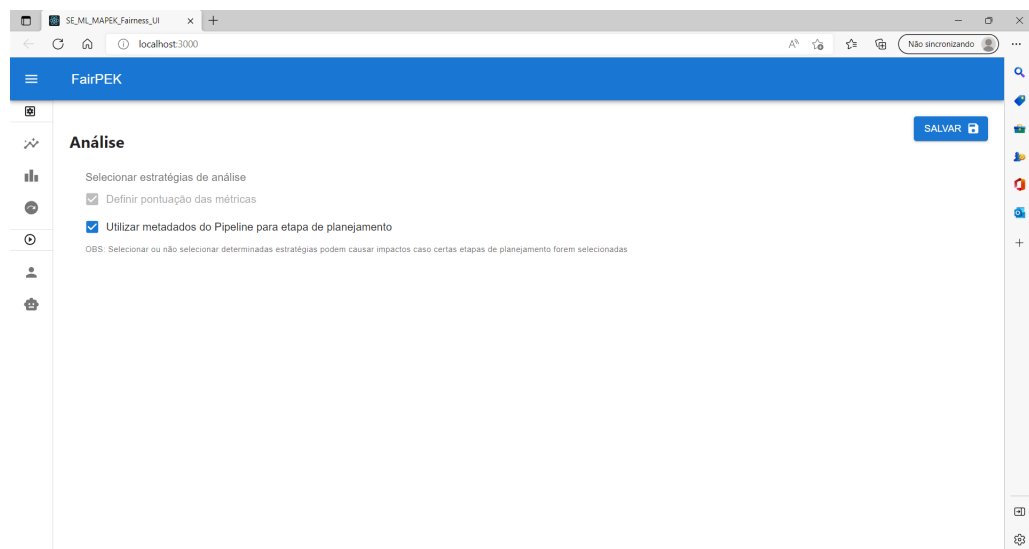 SE_ML_MAPEK_Fairness_UI
localhost:3000
Não sincronizando
FairPEK
SALVAR
Análise
Selecionar estratégias de análise
Definir pontuação das métricas
Utilizar metadados do Pipeline para etapa de planejamento
OBS: Selecionar ou não selecionar determinadas estratégias podem causar impactos caso certas etapas de planejamento forem selecionadas